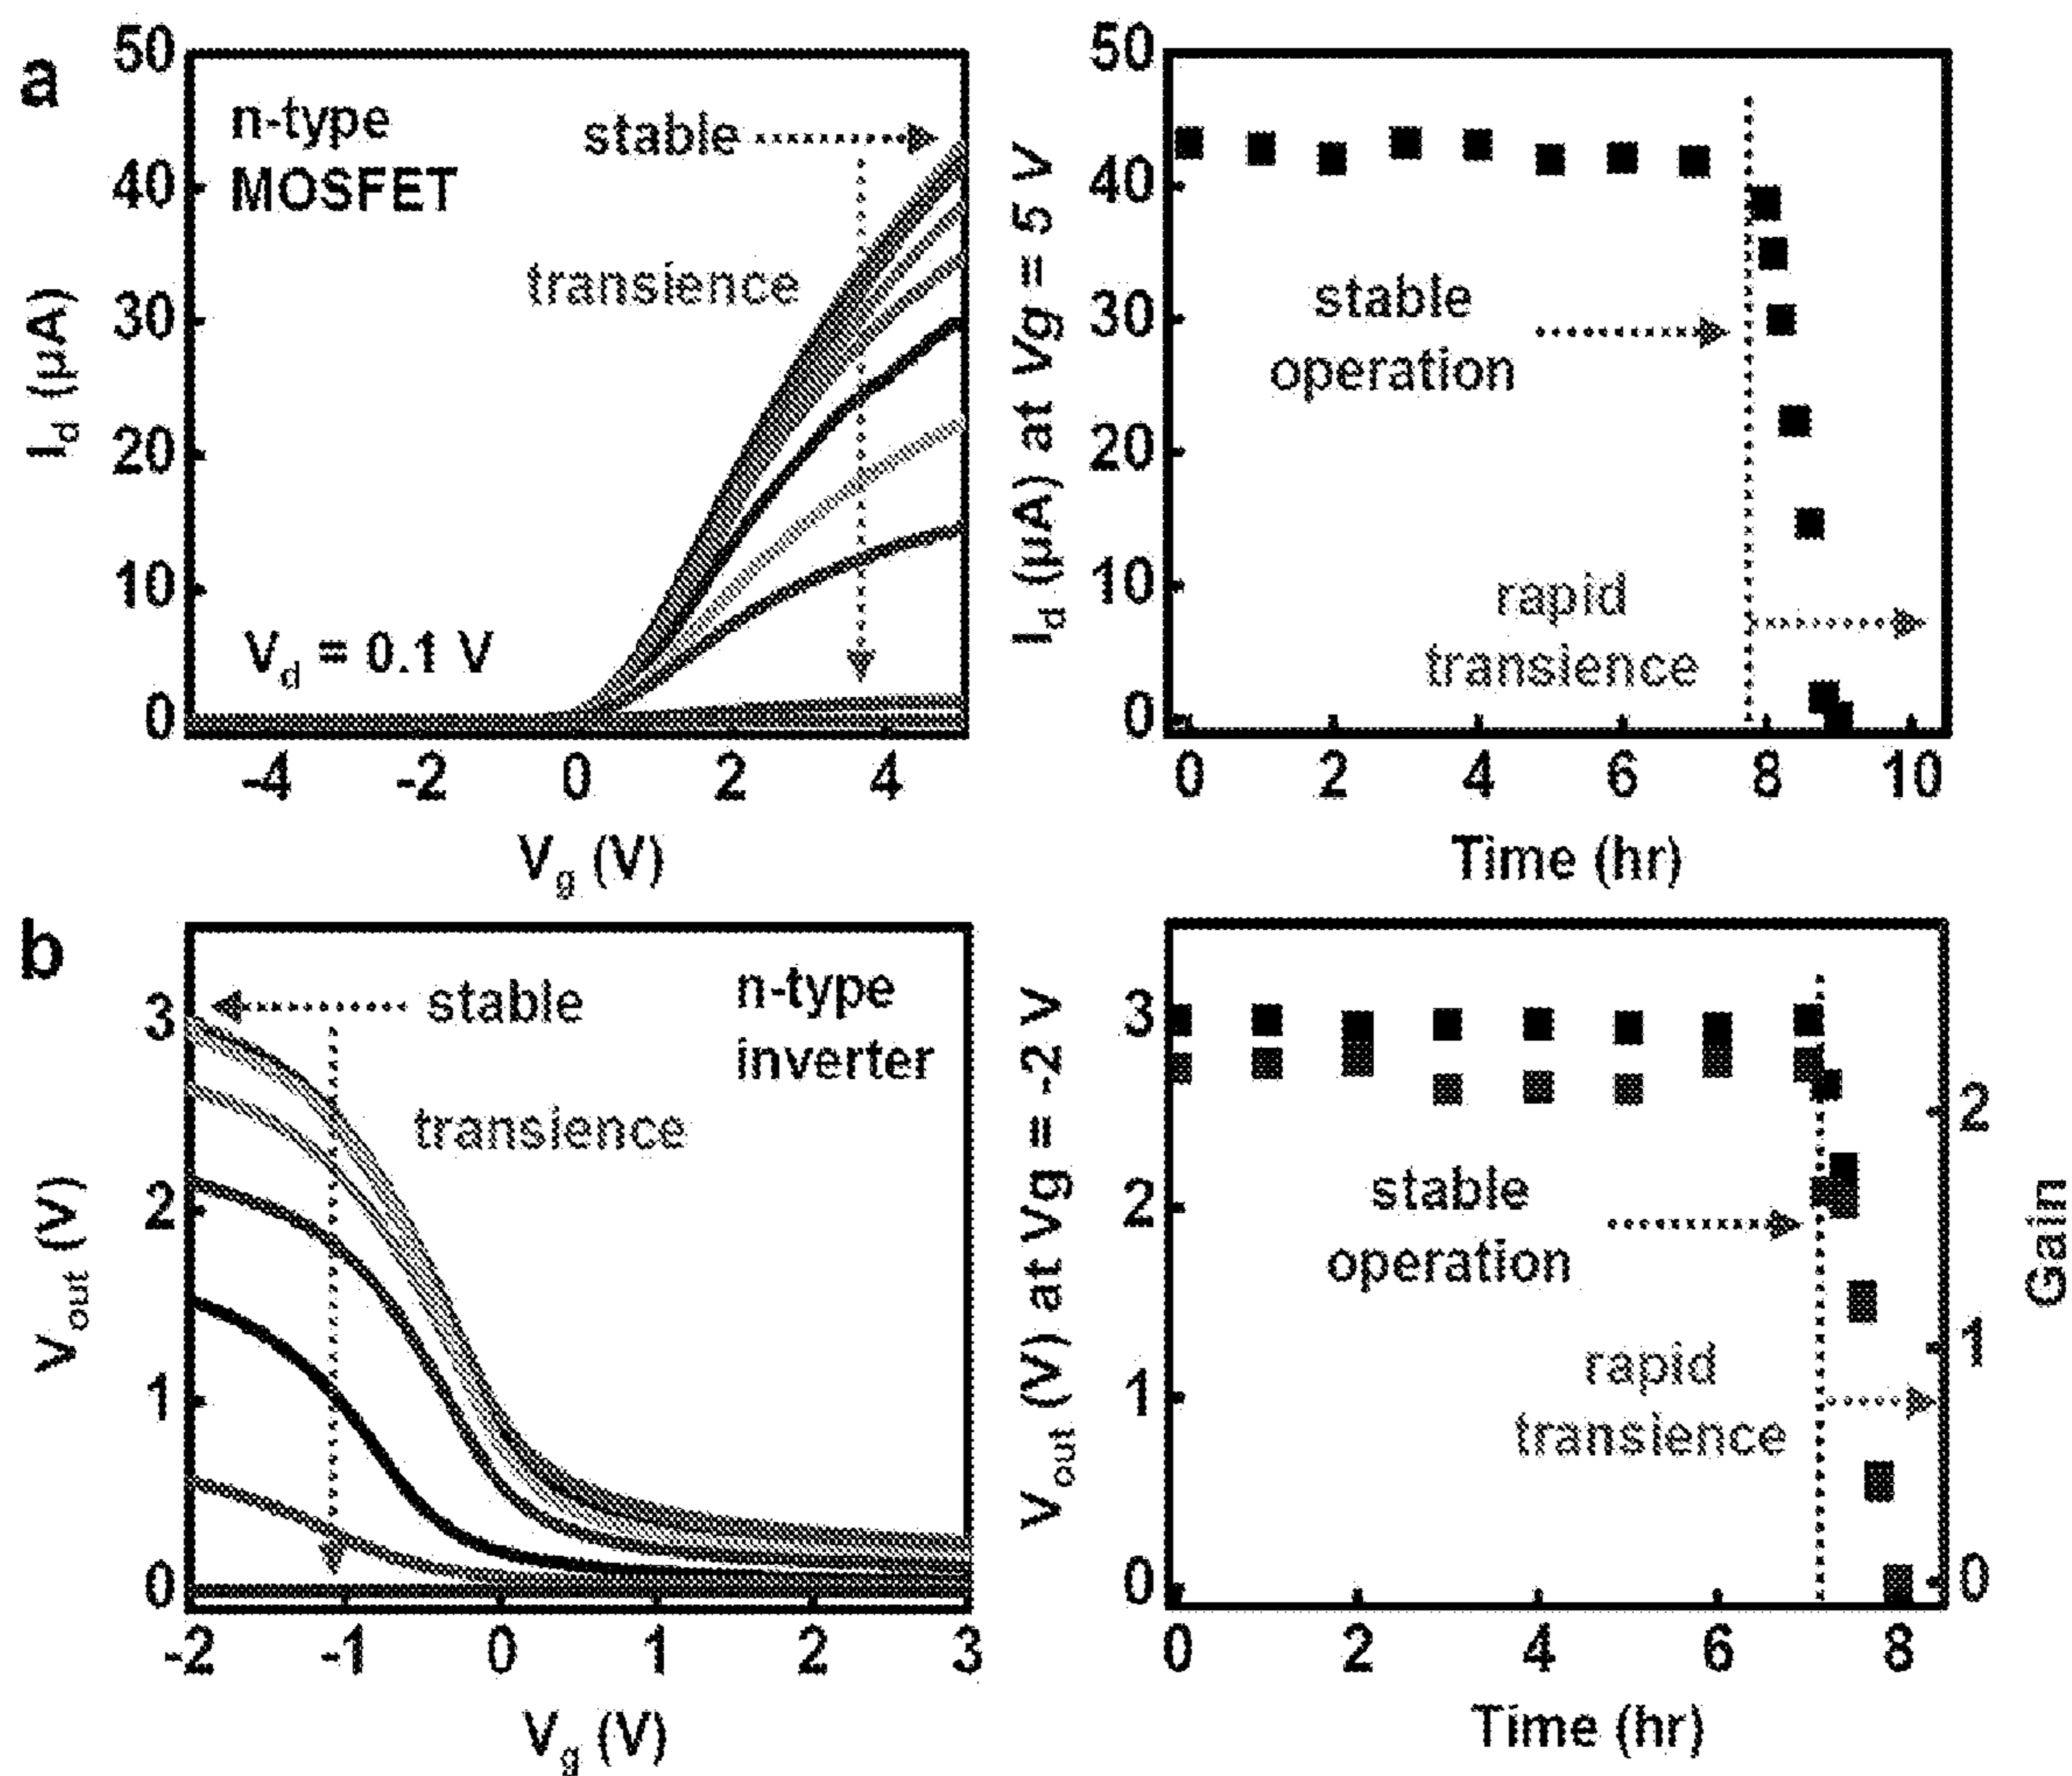 a
50
40
30
20
10
0
I_d (µA)
n-type
MOSFET
stable
transience
V_d = 0.1 V
-4 -2 0 2 4
V_g (V)
50
40
30
20
10
0
I_d (µA) at Vg = 5 V
stable
operation
rapid
transience
0 2 4 6 8 10
Time (hr)
b
3
2
1
0
V_out (V)
stable
n-type
inverter
transience
-2 -1 0 1 2 3
V_g (V)
3
2
1
0
V_out (V) at Vg = -2 V
stable
operation
rapid
transience
2
1
0
Gain
0 2 4 6 8
Time (hr)